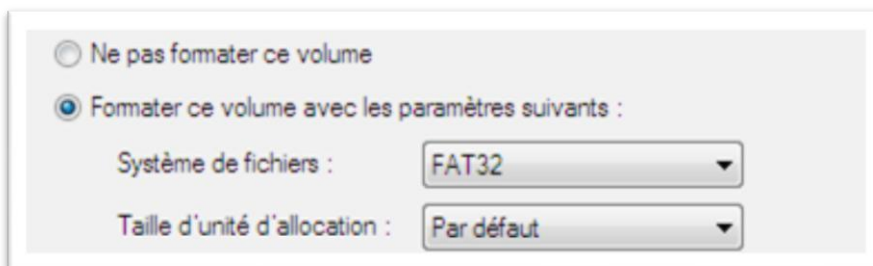 Ne pas formater ce volume
Formater ce volume avec les paramètres suivants :
Système de fichiers : FAT32
Taille d'unité d'allocation : Par défaut